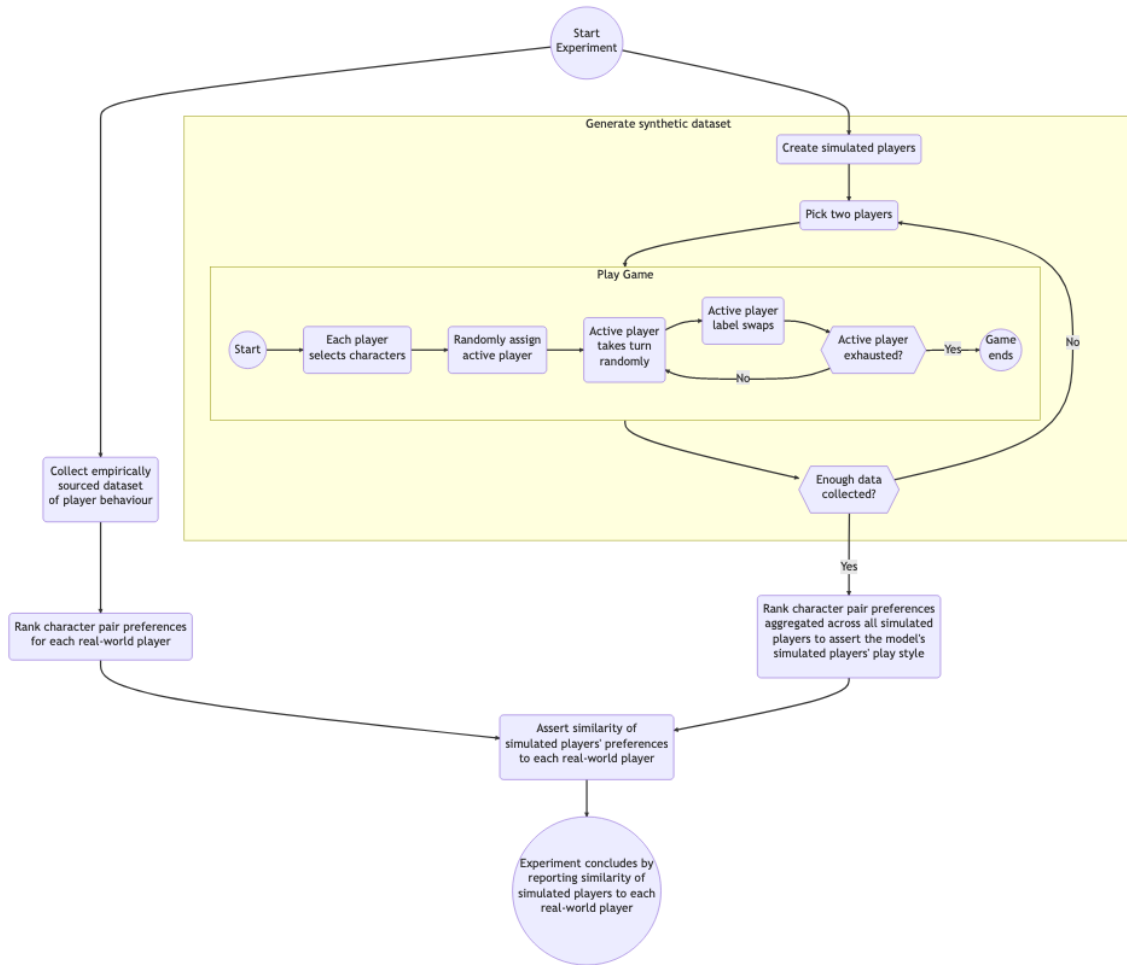 Start
Experiment
Generate synthetic dataset
Create simulated players
Pick two players
Play Game
Start
Each player
selects characters
Randomly assign
active player
Active player
takes turn
randomly
Active player
label swaps
Active player
exhausted?
Yes
Game
ends
No
No
Enough data
collected?
Yes
Collect empirically
sourced dataset
of player behaviour
Rank character pair preferences
for each real-world player
Rank character pair preferences
aggregated across all simulated
players to assert the model's
simulated players' play style
Assert similarity of
simulated players' preferences
to each real-world player
Experiment concludes by
reporting similarity of
simulated players to each
real-world player